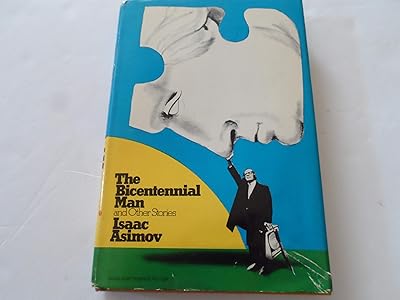 The
Bicentennial
Man
and Other Stories
Isaac
Asimov